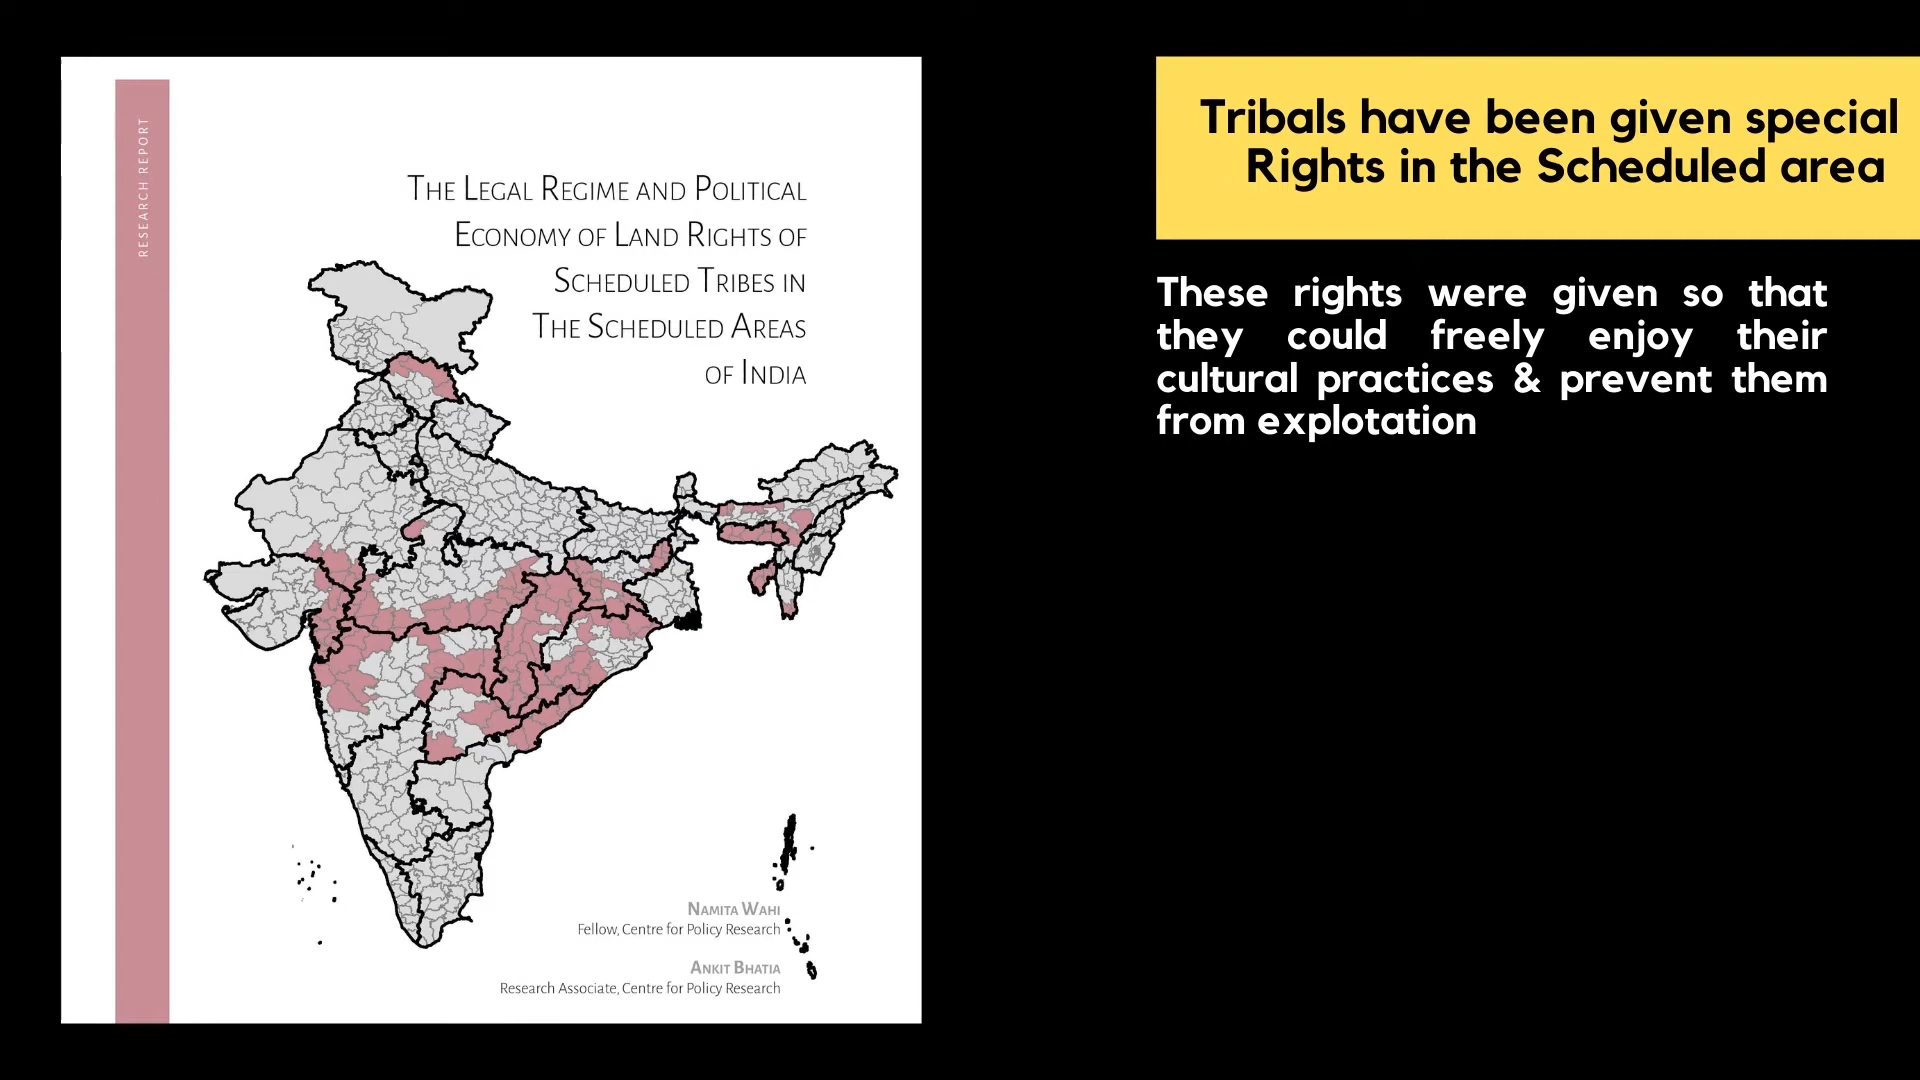 RESEARCH REPORT
The Legal Regime and Political
Economy of Land Rights of
Scheduled Tribes in
The Scheduled Areas
of India
Namita Wahi
Fellow, Centre for Policy Research
Ankit Bhatia
Research Associate, Centre for Policy Research
Tribals have been given special
Rights in the Scheduled area
These rights were given so that
they could freely enjoy their
cultural practices & prevent them
from explotation